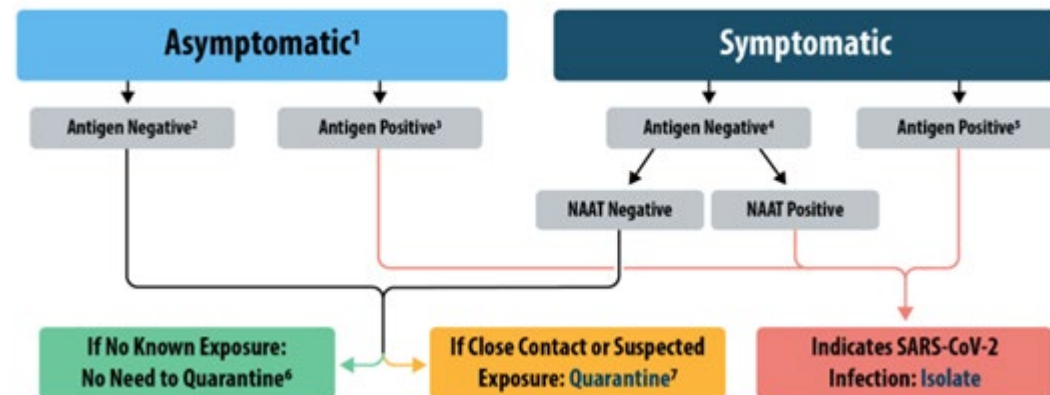 Asymptomatic¹
Symptomatic
Antigen Negative²
Antigen Positive³
Antigen Negative⁴
Antigen Positive⁵
NAAT Negative
NAAT Positive
If No Known Exposure:
No Need to Quarantine⁶
If Close Contact or Suspected
Exposure: Quarantine⁷
Indicates SARS-CoV-2
Infection: Isolate